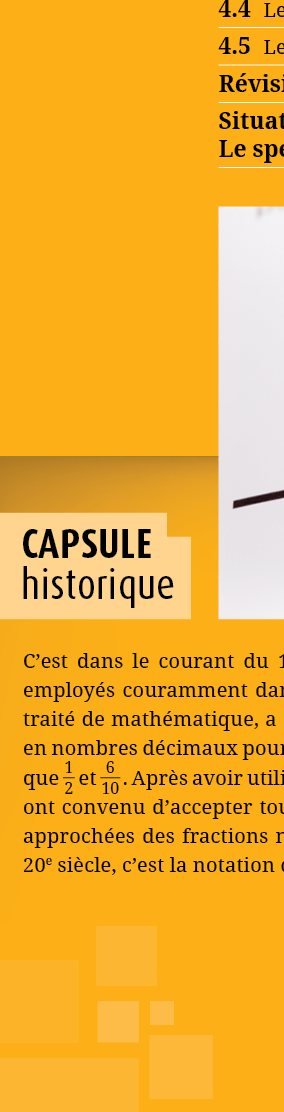 4.4 Le
4.5 Le
Révisi
Situat
Le spe
CAPSULE
historique
C’est dans le courant du 1
employés couramment dan
traité de mathématique, a
en nombres décimaux pour
que 1/2 et 6/10. Après avoir utili
ont convenu d’accepter tou
approchées des fractions n
20e siècle, c’est la notation d